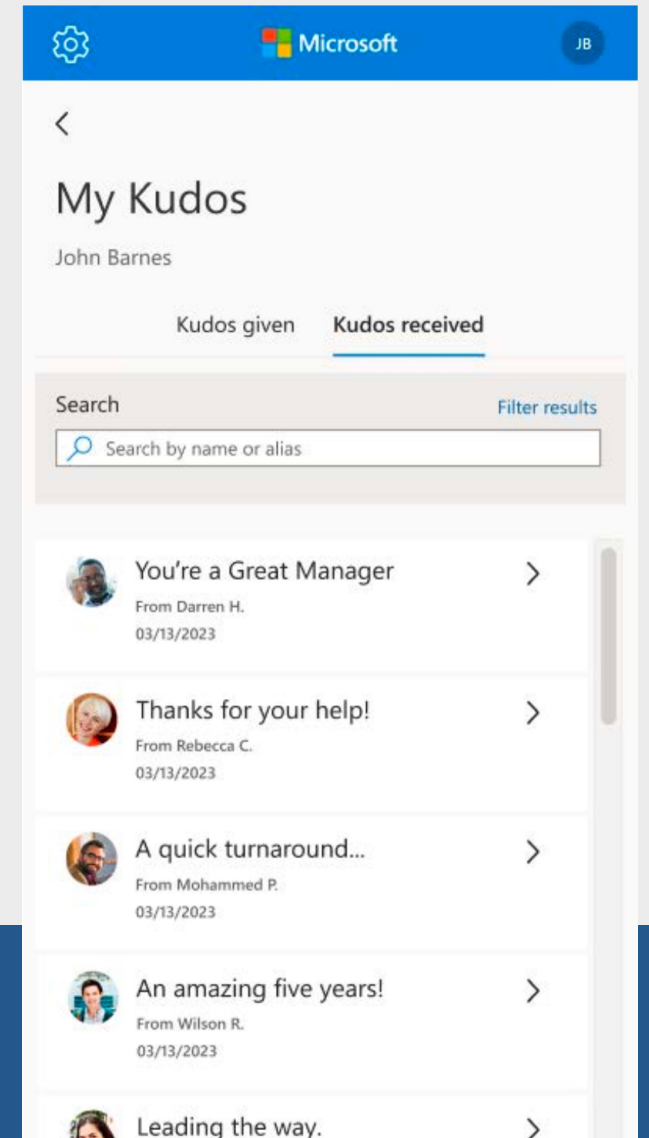 Microsoft
JB
My Kudos
John Barnes
Kudos given Kudos received
Search Filter results
Search by name or alias
You're a Great Manager
From Darren H.
03/13/2023
Thanks for your help!
From Rebecca C.
03/13/2023
A quick turnaround...
From Mohammed P.
03/13/2023
An amazing five years!
From Wilson R.
03/13/2023
Leading the way.